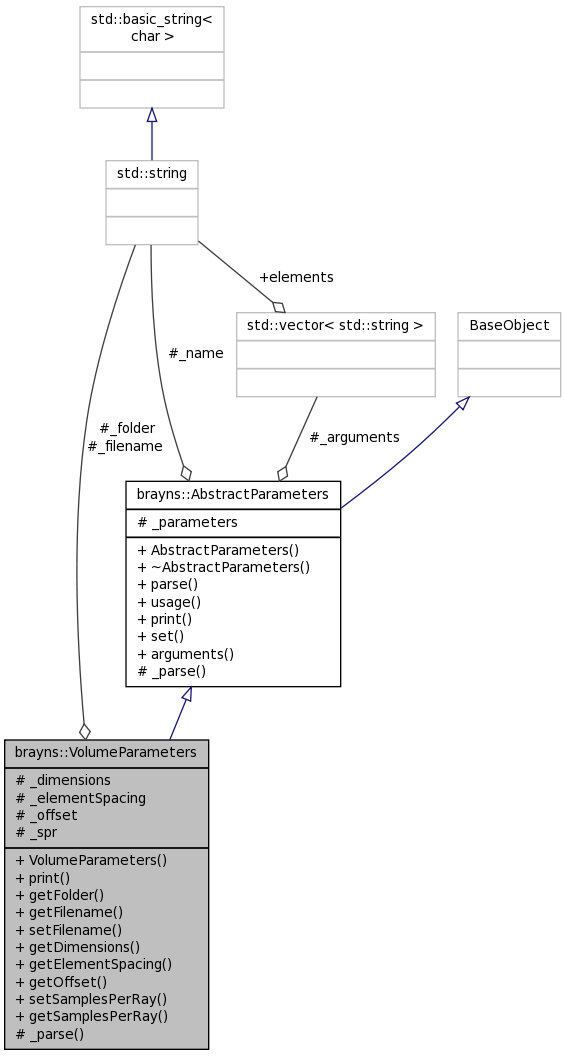 std::basic_string<
char >
std::string
+elements
std::vector< std::string >
BaseObject
#_name
#_folder
#_filename
#_arguments
brayns::AbstractParameters
# _parameters
+ AbstractParameters()
+ ~AbstractParameters()
+ parse()
+ usage()
+ print()
+ set()
+ arguments()
# _parse()
brayns::VolumeParameters
# _dimensions
# _elementSpacing
# _offset
# _spr
+ VolumeParameters()
+ print()
+ getFolder()
+ getFilename()
+ setFilename()
+ getDimensions()
+ getElementSpacing()
+ getOffset()
+ setSamplesPerRay()
+ getSamplesPerRay()
# _parse()